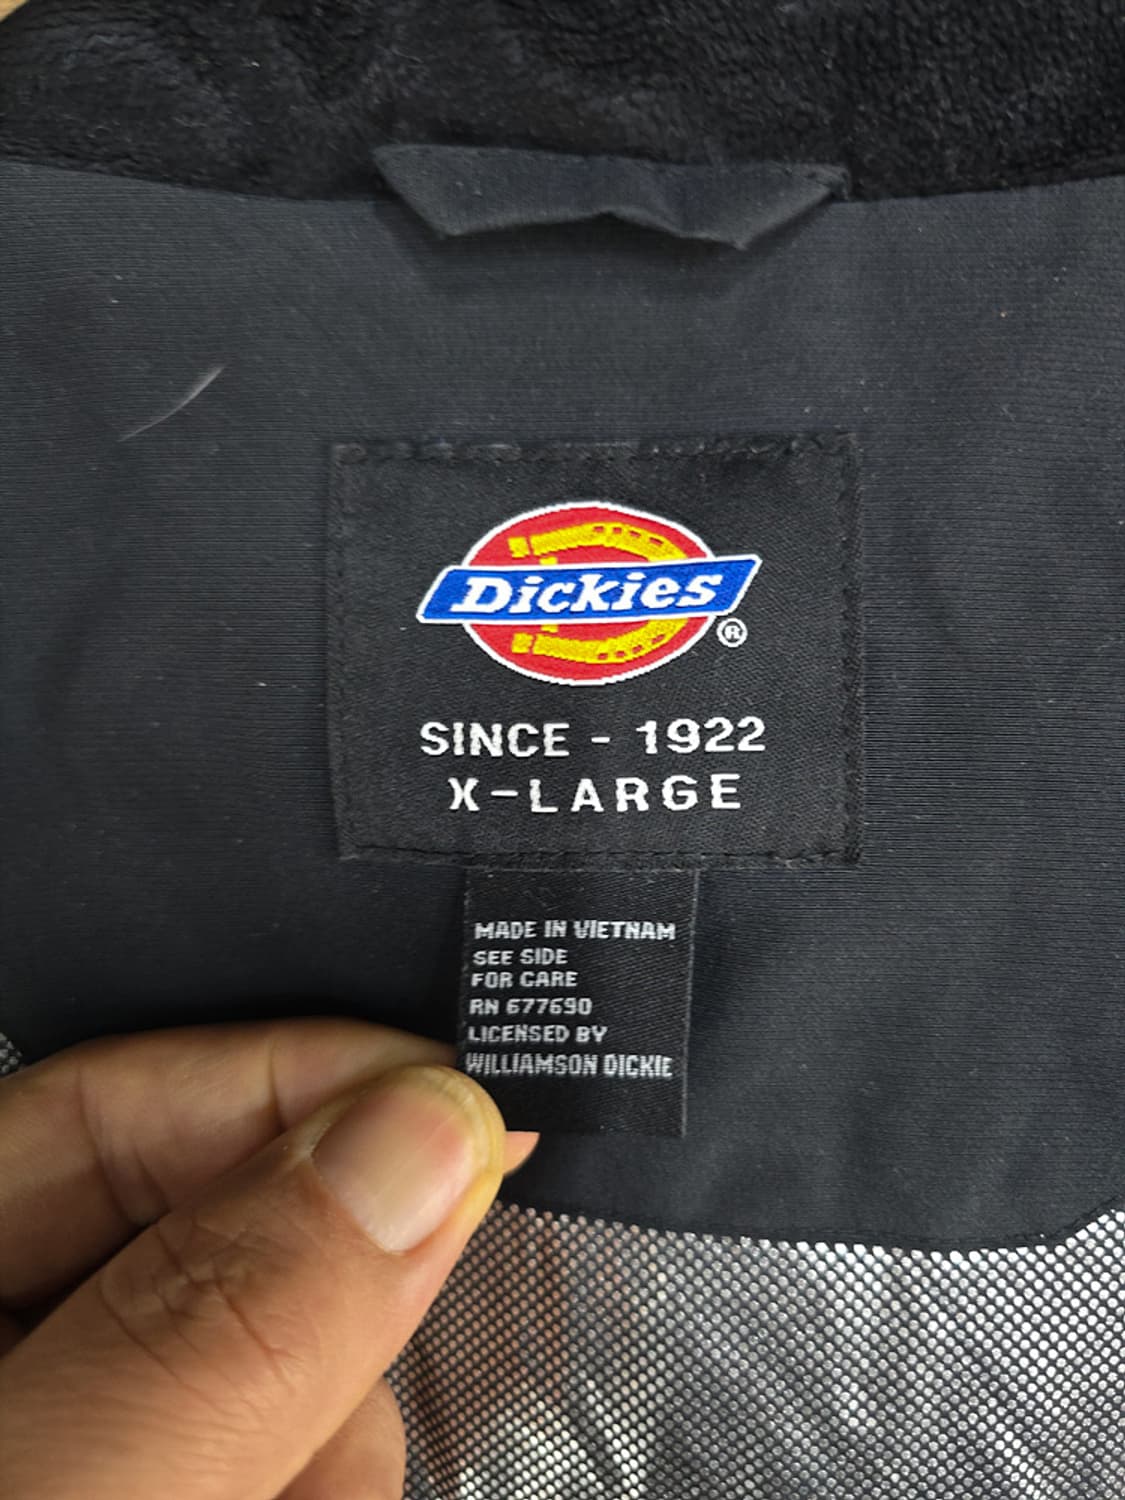 Dickies®
SINCE - 1922
X-LARGE
MADE IN VIETNAM
SEE SIDE
FOR CARE
RN 677690
LICENSED BY
WILLIAMSON DICKIE